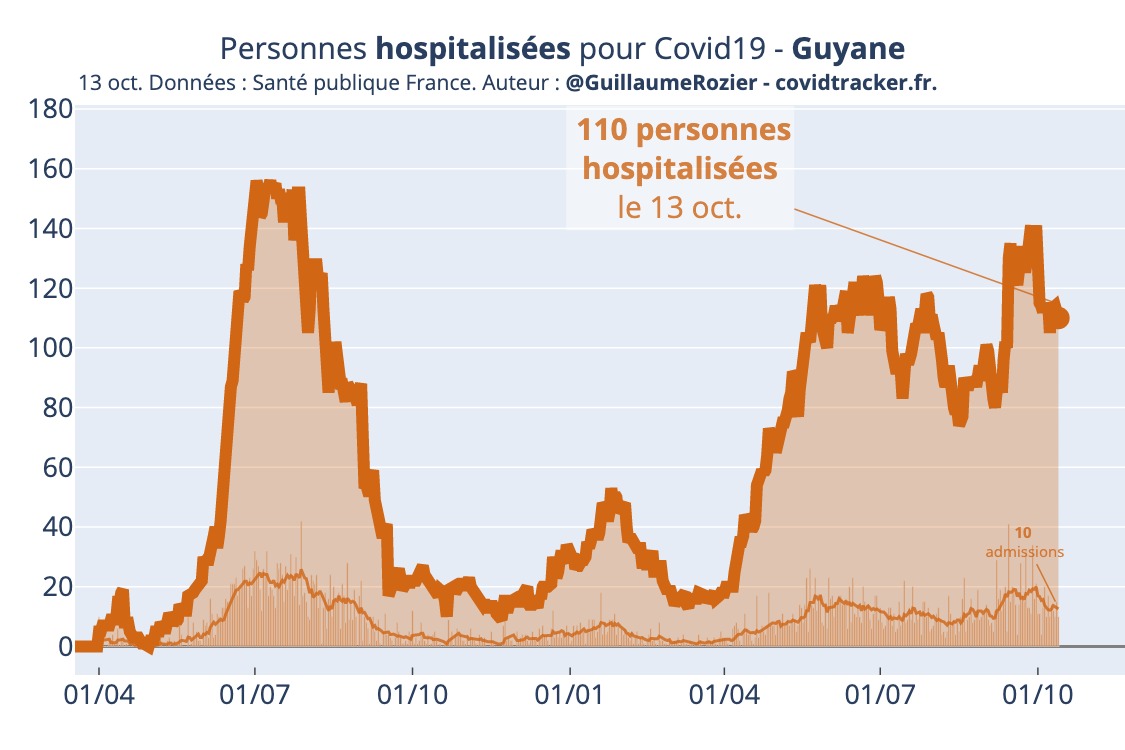 Personnes hospitalisées pour Covid19 - Guyane
13 oct. Données : Santé publique France. Auteur : @GuillaumeRozier - covidtracker.fr.
180
110 personnes
hospitalisées
le 13 oct.
160
140
120
100
80
60
40
10
admissions
20
0
01/04 01/07 01/10 01/01 01/04 01/07 01/10